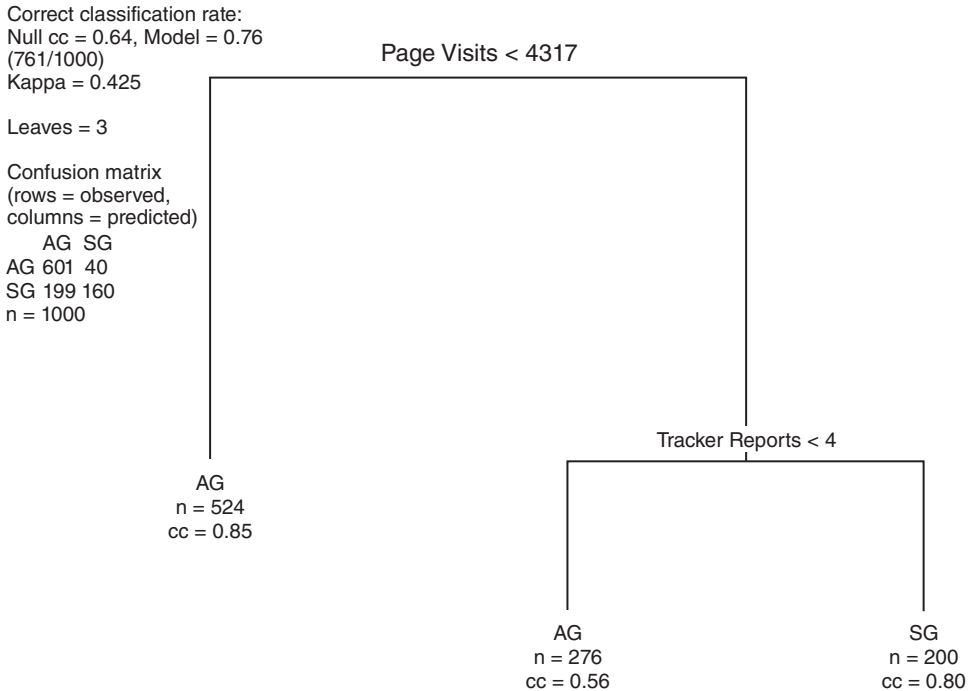 Correct classification rate:
Null cc = 0.64, Model = 0.76
(761/1000)
Kappa = 0.425
Leaves = 3
Confusion matrix
(rows = observed,
columns = predicted)
AG SG
AG 601 40
SG 199 160
n = 1000
Page Visits < 4317
Tracker Reports < 4
AG
n = 524
cc = 0.85
AG
n = 276
cc = 0.56
SG
n = 200
cc = 0.80